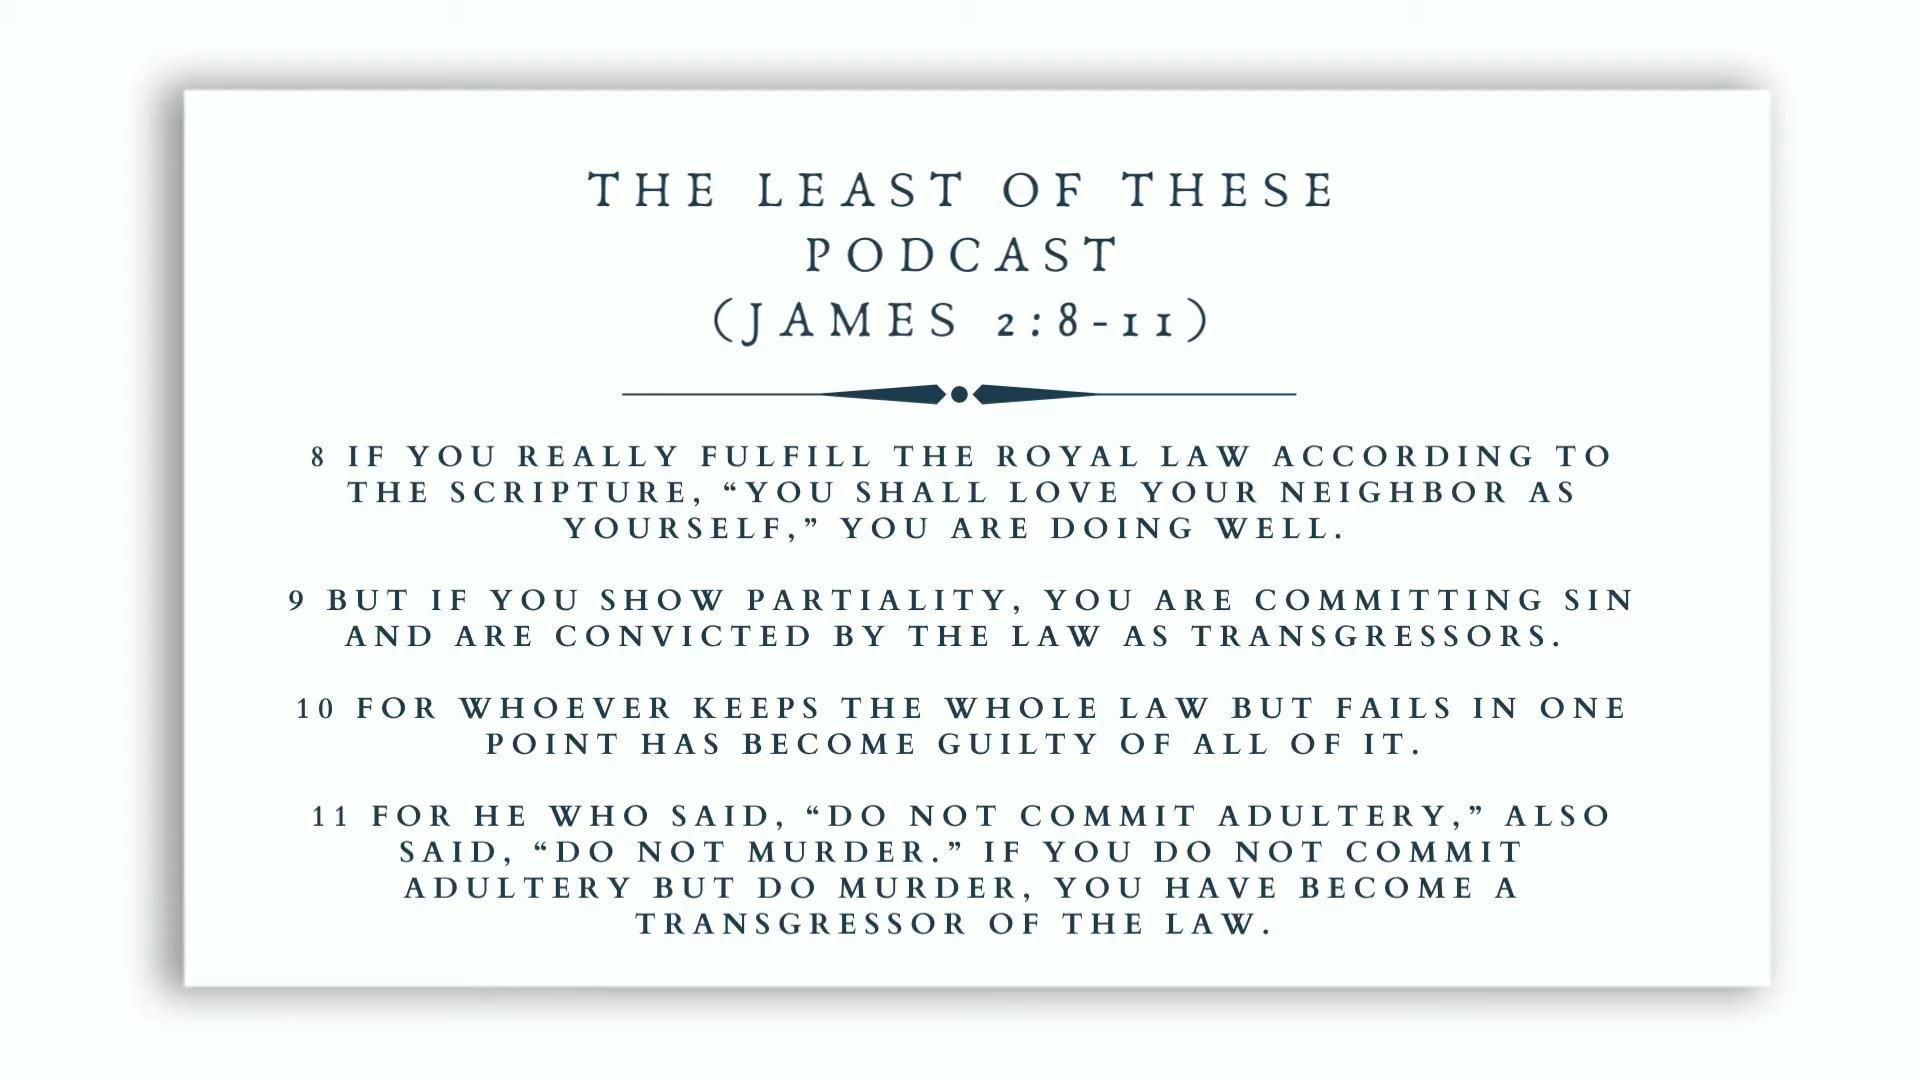 THE LEAST OF THESE
PODCAST
(JAMES 2:8-11)
8 IF YOU REALLY FULFILL THE ROYAL LAW ACCORDING TO
THE SCRIPTURE, “YOU SHALL LOVE YOUR NEIGHBOR AS
YOURSELF,” YOU ARE DOING WELL.
9 BUT IF YOU SHOW PARTIALITY, YOU ARE COMMITTING SIN
AND ARE CONVICTED BY THE LAW AS TRANSGRESSORS.
10 FOR WHOEVER KEEPS THE WHOLE LAW BUT FAILS IN ONE
POINT HAS BECOME GUILTY OF ALL OF IT.
11 FOR HE WHO SAID, “DO NOT COMMIT ADULTERY,” ALSO
SAID, “DO NOT MURDER.” IF YOU DO NOT COMMIT
ADULTERY BUT DO MURDER, YOU HAVE BECOME A
TRANSGRESSOR OF THE LAW.